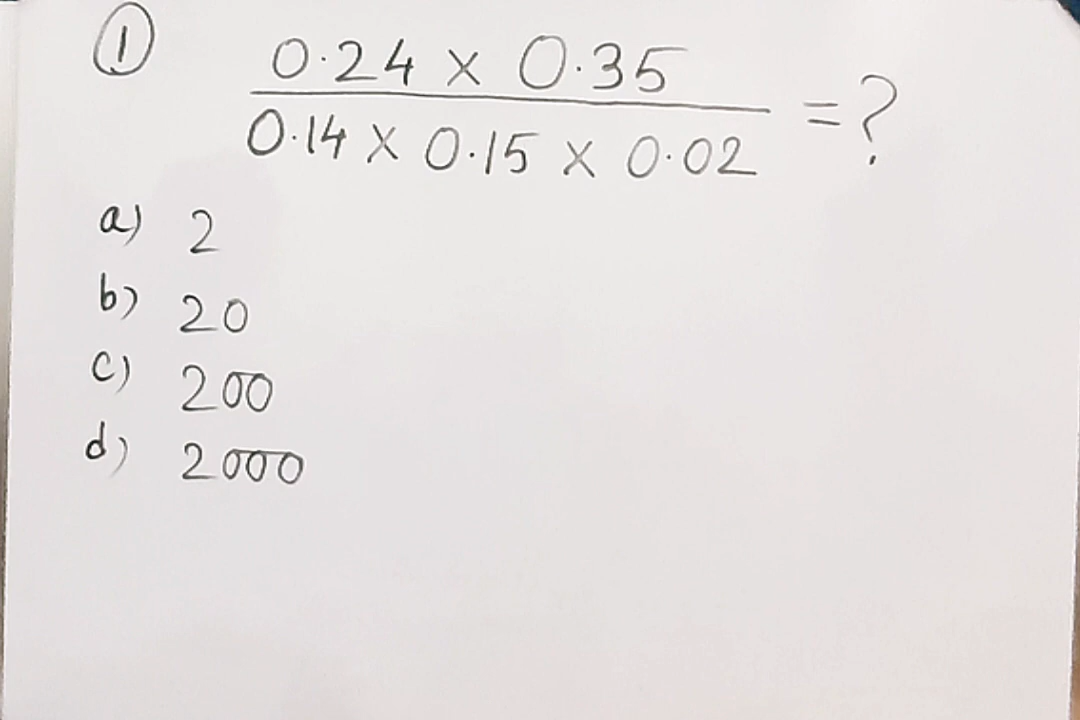 ① 0.24 × 0.35
0.14 × 0.15 × 0.02 = ?
a) 2
b) 20
c) 200
d) 2000